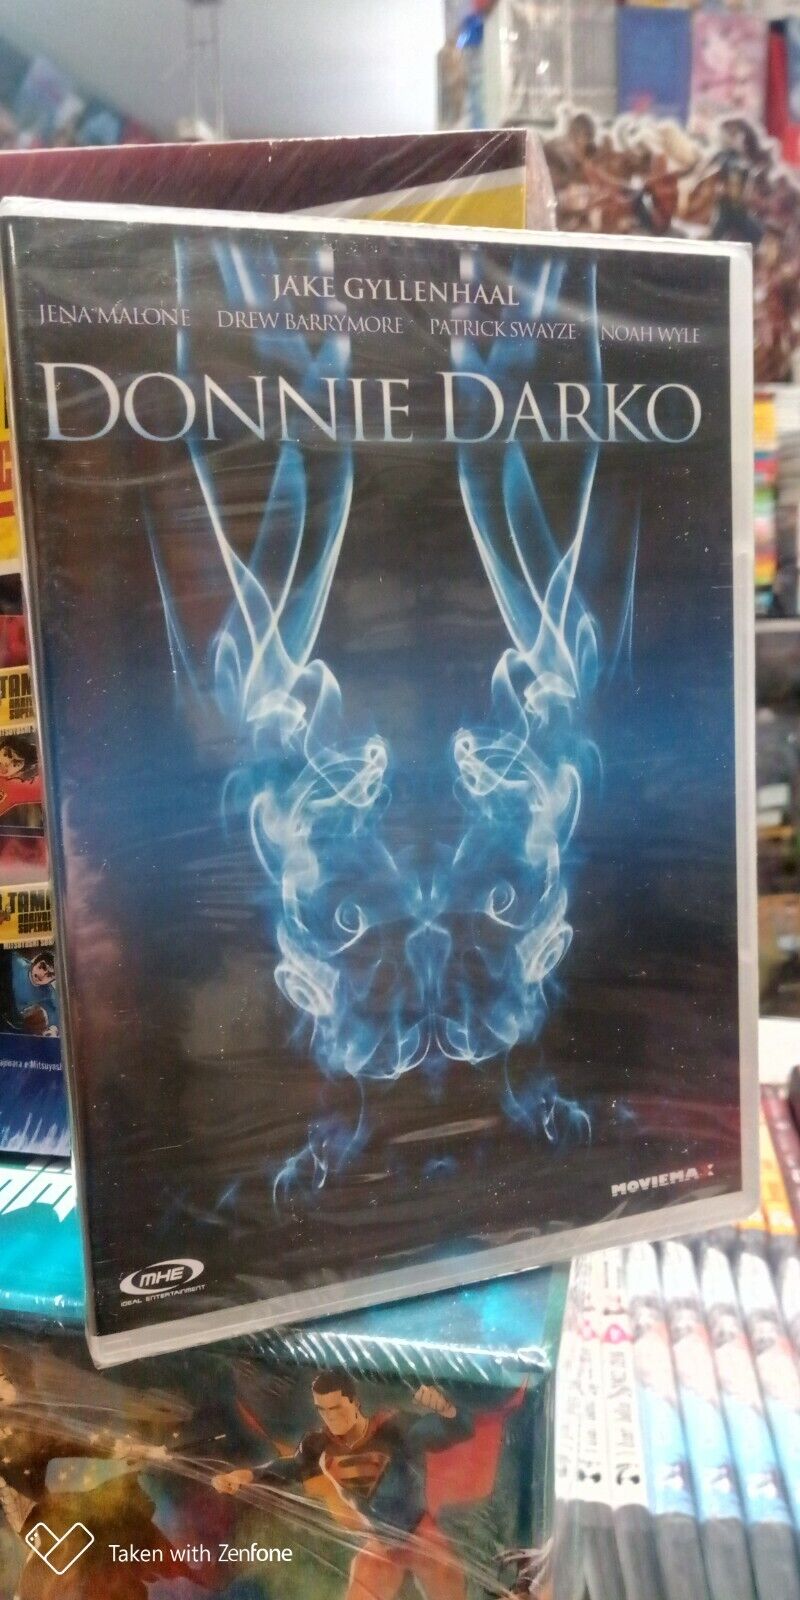 JAKE GYLLENHAAL
JENA MALONE DREW BARRYMORE PATRICK SWAYZE NOAH WYLE
DONNIE DARKO
MOVIEMAX
MHE
IDEAL ENTERTAINMENT
Taken with Zenfone